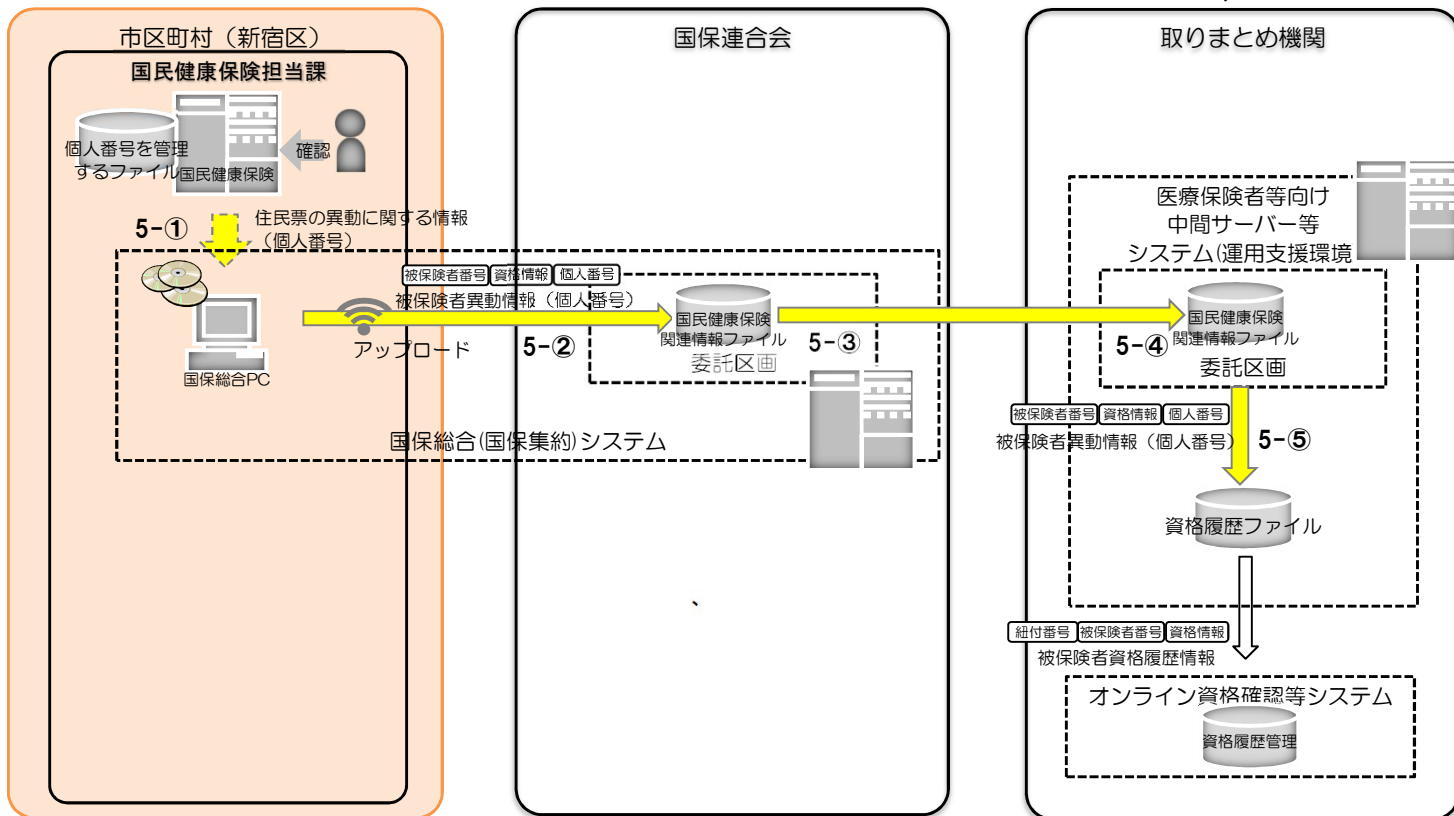 市区町村（新宿区）
国民健康保険担当課
個人番号を管理
するファイル
国民健康保険
確認
5-①
住民票の異動に関する情報
（個人番号）
国保総合PC
アップロード
国保連合会
被保険者番号 資格情報 個人番号
被保険者異動情報（個人番号）
5-②
国民健康保険
関連情報ファイル
委託区画
5-③
国保総合(国保集約)システム
、
取りまとめ機関
医療保険者等向け
中間サーバー等
システム(運用支援環境
国民健康保険
関連情報ファイル
5-④
委託区画
被保険者番号 資格情報 個人番号
被保険者異動情報（個人番号）
5-⑤
資格履歴ファイル
紐付番号 被保険者番号 資格情報
被保険者資格履歴情報
オンライン資格確認等システム
資格履歴管理